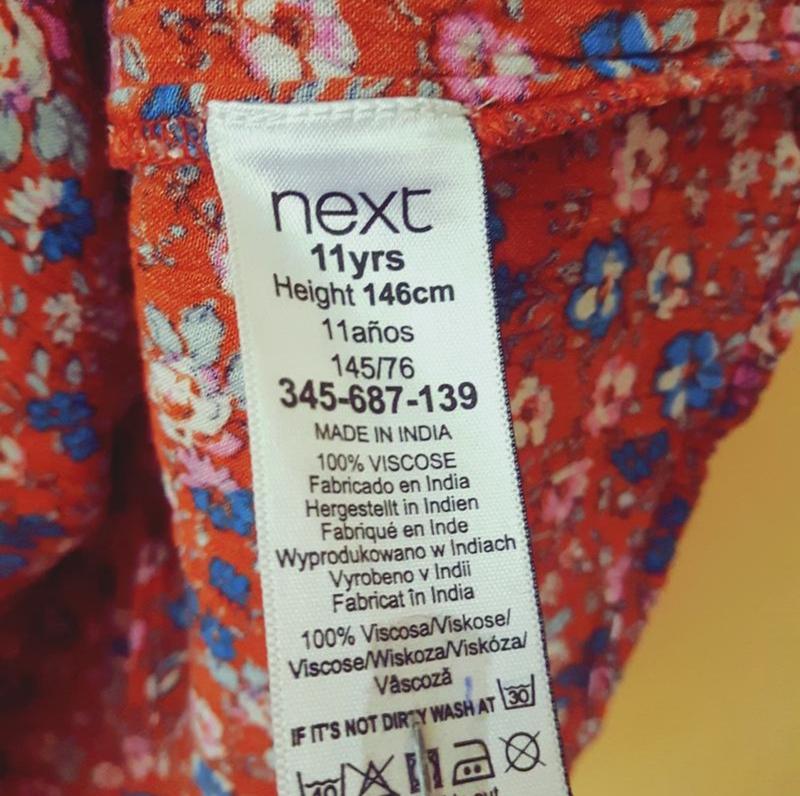 next
11yrs
Height 146cm
11años
145/76
345-687-139
MADE IN INDIA
100% VISCOSE
Fabricado en India
Hergestellt in Indien
Fabriqué en Inde
Wyprodukowano w Indiach
Vyrobeno v Indii
Fabricat în India
100% Viscosa/Viskose/
Viscose/Wiskoza/Viskóza/
Vâscoză
IF IT'S NOT DIRTY WASH AT 30
40